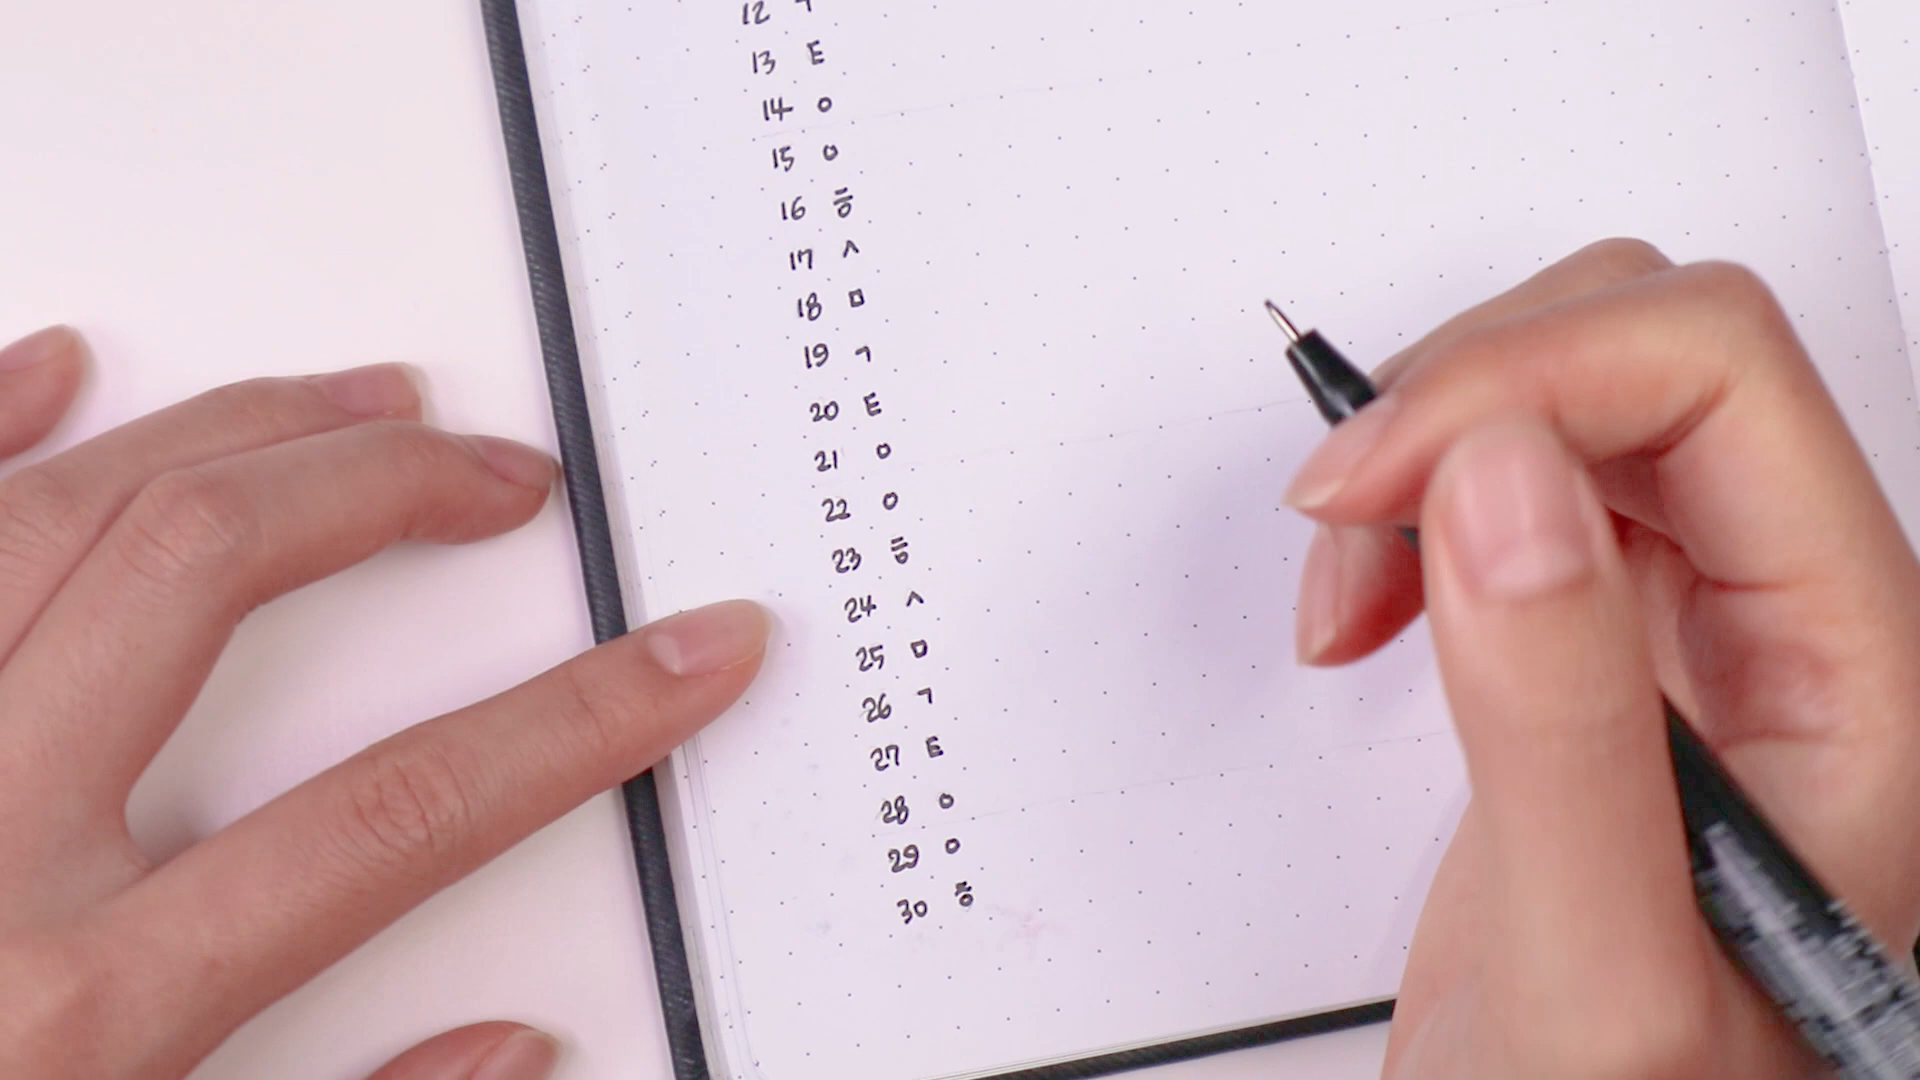 12 ㄱ
13 ㅌ
14 ㅇ
15 ㅇ
16 ㅎ
17 ㅅ
18 ㅁ
19 ㄱ
20 ㅌ
21 ㅇ
22 ㅇ
23 ㅎ
24 ㅅ
25 ㅁ
26 ㄱ
27 ㅌ
28 ㅇ
29 ㅇ
30 ㅎ